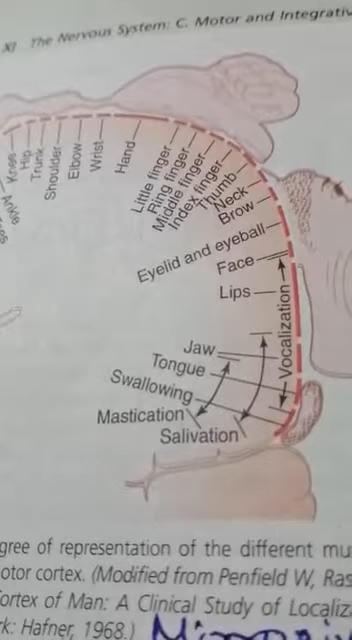 XI The Nervous System: C. Motor and Integrativ
Ankle
Knee
Hip
Trunk
Shoulder
Elbow
Wrist
Hand
Little finger
Ring finger
Middle finger
Index finger
Thumb
Neck
Brow
Eyelid and eyeball
Face
Lips
Vocalization
Jaw
Tongue
Swallowing
Mastication
Salivation
gree of representation of the different mu
otor cortex. (Modified from Penfield W, Ras
ortex of Man: A Clinical Study of Localiz
rk: Hafner, 1968.)